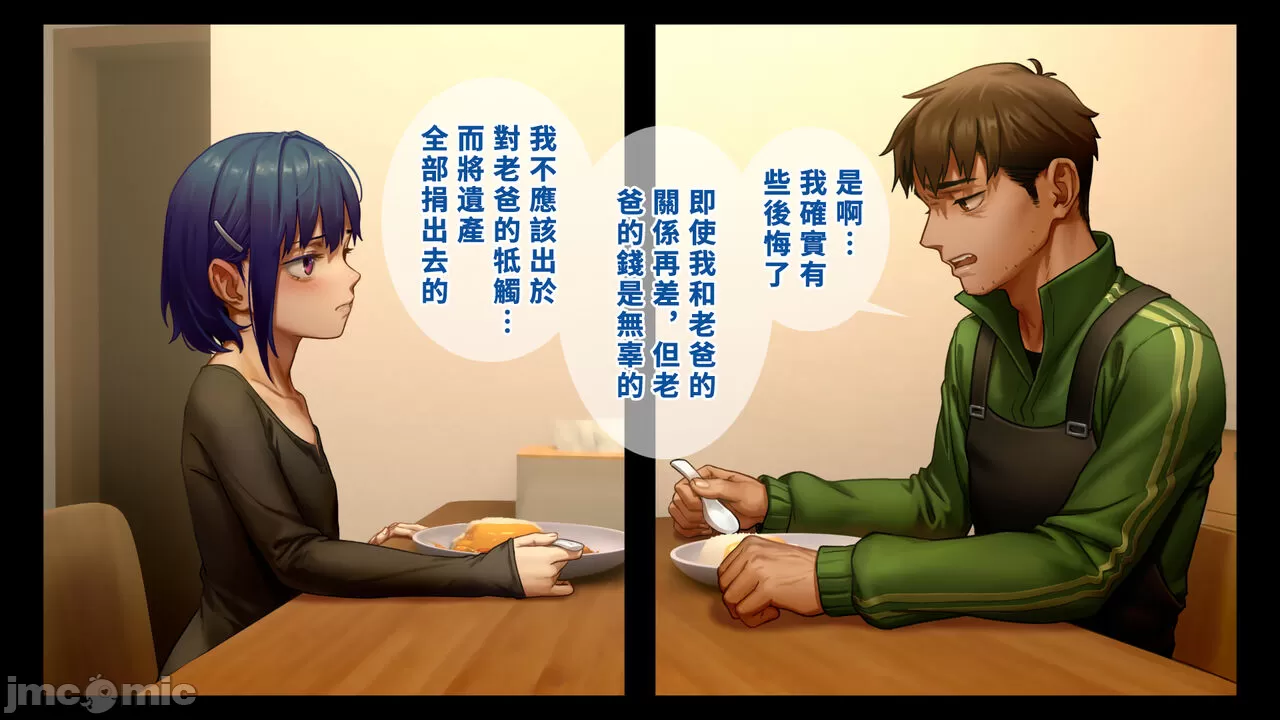 是啊…
我確實有
些後悔了
即使我和老爸的
關係再差，但老
爸的錢是無辜的
我不應該出於
對老爸的牴觸…
而將遺產
全部捐出去的
jmcomic